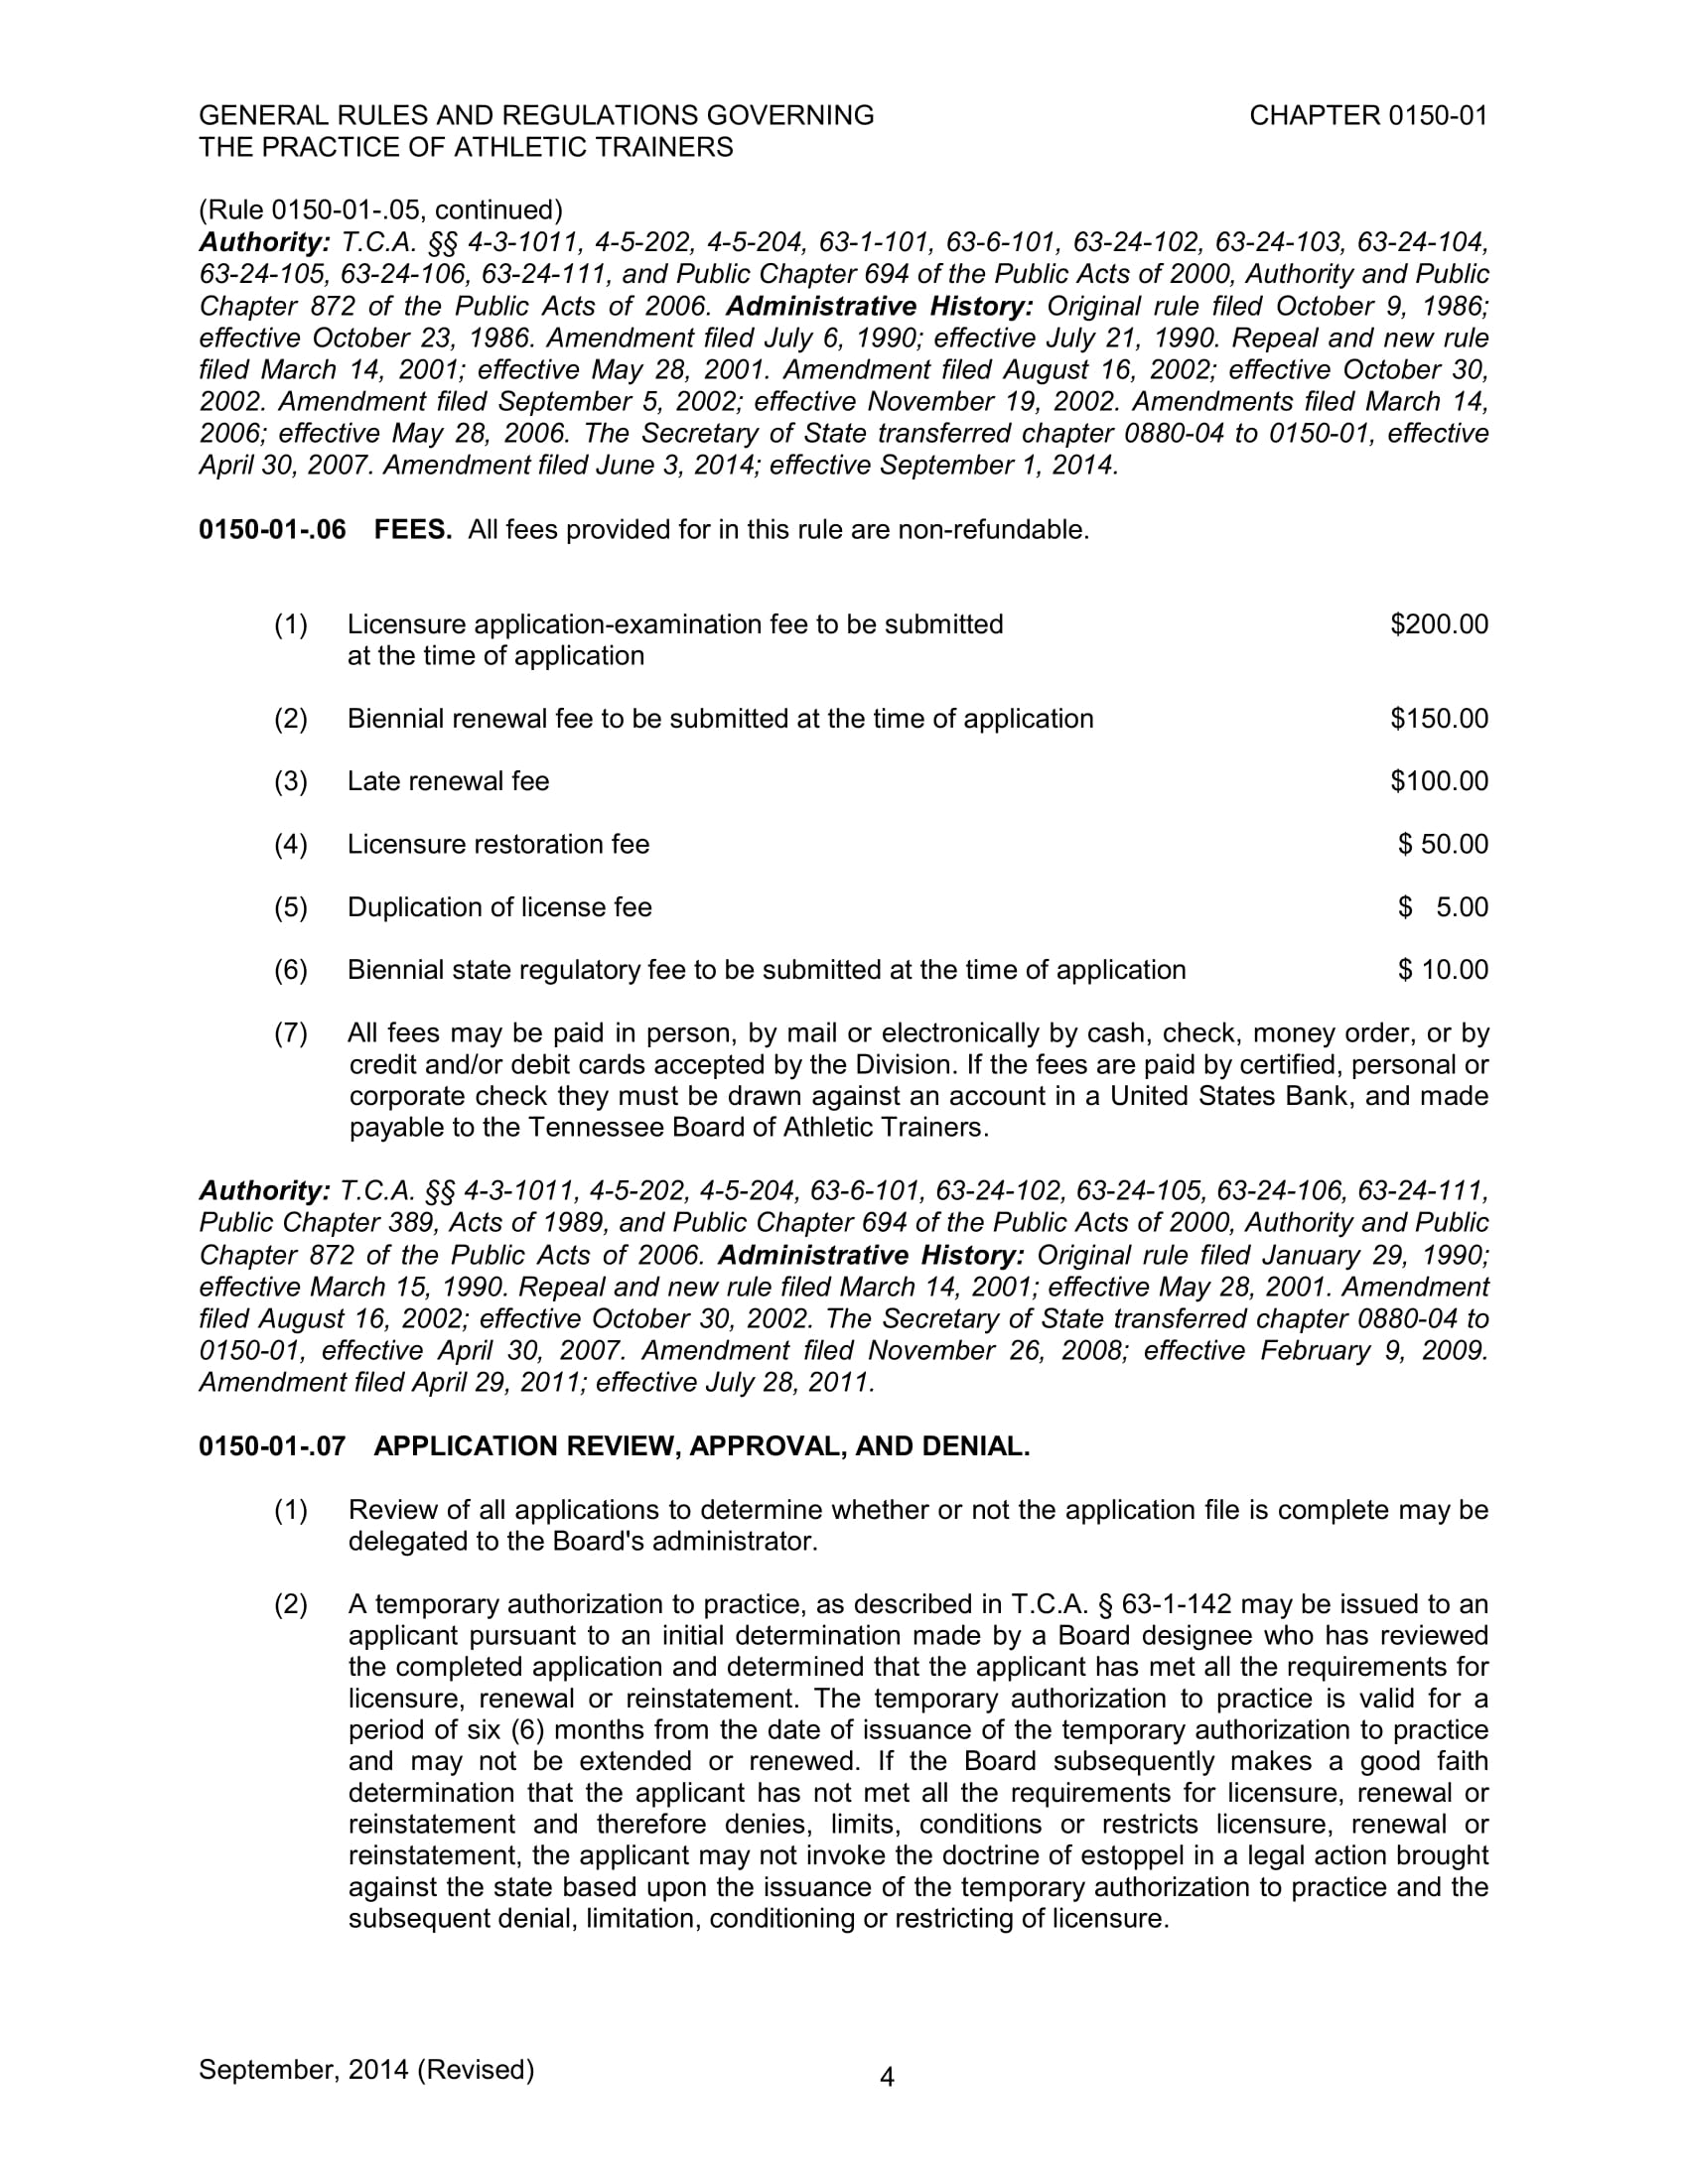 GENERAL RULES AND REGULATIONS GOVERNING CHAPTER 0150-01
THE PRACTICE OF ATHLETIC TRAINERS
(Rule 0150-01-.05, continued)
Authority: T.C.A. §§ 4-3-1011, 4-5-202, 4-5-204, 63-1-101, 63-6-101, 63-24-102, 63-24-103, 63-24-104,
63-24-105, 63-24-106, 63-24-111, and Public Chapter 694 of the Public Acts of 2000, Authority and Public
Chapter 872 of the Public Acts of 2006. Administrative History: Original rule filed October 9, 1986;
effective October 23, 1986. Amendment filed July 6, 1990; effective July 21, 1990. Repeal and new rule
filed March 14, 2001; effective May 28, 2001. Amendment filed August 16, 2002; effective October 30,
2002. Amendment filed September 5, 2002; effective November 19, 2002. Amendments filed March 14,
2006; effective May 28, 2006. The Secretary of State transferred chapter 0880-04 to 0150-01, effective
April 30, 2007. Amendment filed June 3, 2014; effective September 1, 2014.
0150-01-.06 FEES. All fees provided for in this rule are non-refundable.
(1) Licensure application-examination fee to be submitted $200.00
at the time of application
(2) Biennial renewal fee to be submitted at the time of application $150.00
(3) Late renewal fee $100.00
(4) Licensure restoration fee $ 50.00
(5) Duplication of license fee $ 5.00
(6) Biennial state regulatory fee to be submitted at the time of application $ 10.00
(7) All fees may be paid in person, by mail or electronically by cash, check, money order, or by
credit and/or debit cards accepted by the Division. If the fees are paid by certified, personal or
corporate check they must be drawn against an account in a United States Bank, and made
payable to the Tennessee Board of Athletic Trainers.
Authority: T.C.A. §§ 4-3-1011, 4-5-202, 4-5-204, 63-6-101, 63-24-102, 63-24-105, 63-24-106, 63-24-111,
Public Chapter 389, Acts of 1989, and Public Chapter 694 of the Public Acts of 2000, Authority and Public
Chapter 872 of the Public Acts of 2006. Administrative History: Original rule filed January 29, 1990;
effective March 15, 1990. Repeal and new rule filed March 14, 2001; effective May 28, 2001. Amendment
filed August 16, 2002; effective October 30, 2002. The Secretary of State transferred chapter 0880-04 to
0150-01, effective April 30, 2007. Amendment filed November 26, 2008; effective February 9, 2009.
Amendment filed April 29, 2011; effective July 28, 2011.
0150-01-.07 APPLICATION REVIEW, APPROVAL, AND DENIAL.
(1) Review of all applications to determine whether or not the application file is complete may be
delegated to the Board's administrator.
(2) A temporary authorization to practice, as described in T.C.A. § 63-1-142 may be issued to an
applicant pursuant to an initial determination made by a Board designee who has reviewed
the completed application and determined that the applicant has met all the requirements for
licensure, renewal or reinstatement. The temporary authorization to practice is valid for a
period of six (6) months from the date of issuance of the temporary authorization to practice
and may not be extended or renewed. If the Board subsequently makes a good faith
determination that the applicant has not met all the requirements for licensure, renewal or
reinstatement and therefore denies, limits, conditions or restricts licensure, renewal or
reinstatement, the applicant may not invoke the doctrine of estoppel in a legal action brought
against the state based upon the issuance of the temporary authorization to practice and the
subsequent denial, limitation, conditioning or restricting of licensure.
September, 2014 (Revised) 4